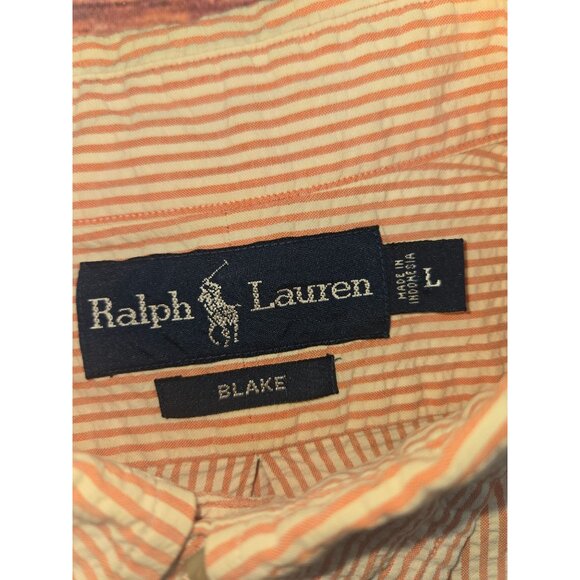 Ralph Lauren
MADE IN
INDONESIA
L
BLAKE